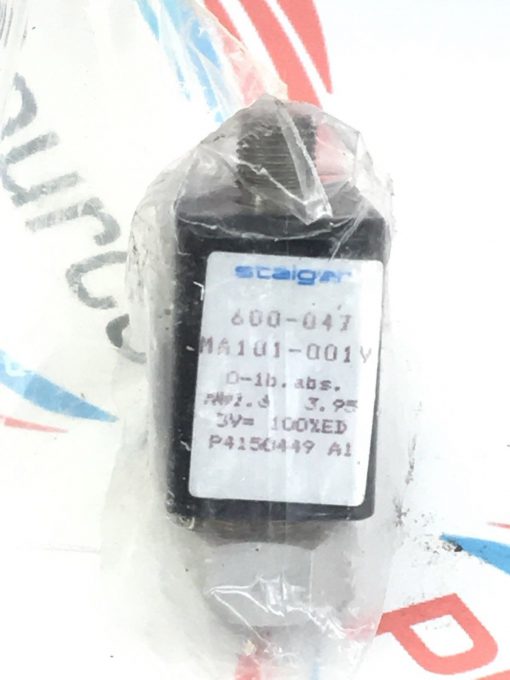 staiger
600-047
MA101-001V
0-1b.abs.
3.95
3V= 100%ED
P4150449 A1